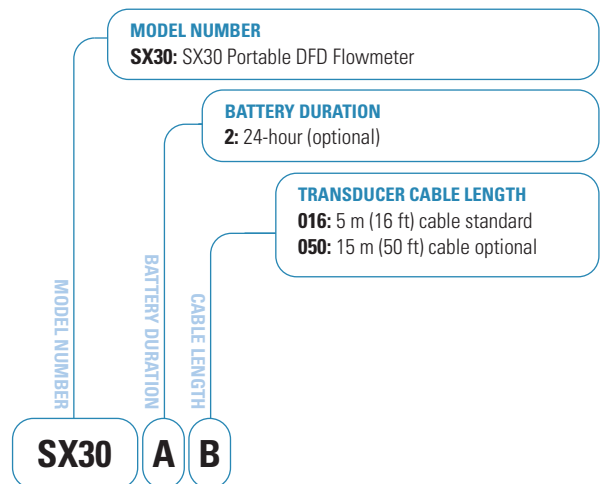 MODEL NUMBER
SX30: SX30 Portable DFD Flowmeter
BATTERY DURATION
2: 24-hour (optional)
TRANSDUCER CABLE LENGTH
016: 5 m (16 ft) cable standard
050: 15 m (50 ft) cable optional
MODEL NUMBER
BATTERY DURATION
CABLE LENGTH
SX30 A B